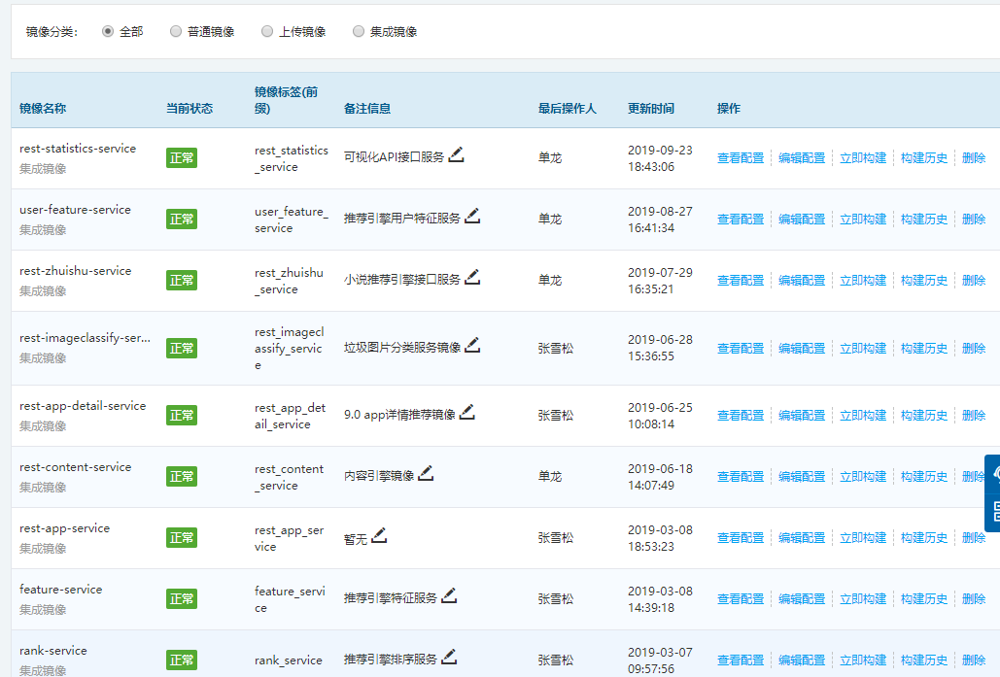 镜像分类: 全部 普通镜像 上传镜像 集成镜像
镜像名称 当前状态 镜像标签(前缀) 备注信息 最后操作人 更新时间 操作
rest-statistics-service
集成镜像
正常
rest_statistics
_service
可视化API接口服务
单龙
2019-09-23
18:43:06
查看配置 编辑配置 立即构建 构建历史 删除
user-feature-service
集成镜像
正常
user_feature_
service
推荐引擎用户特征服务
单龙
2019-08-27
16:41:34
查看配置 编辑配置 立即构建 构建历史 删除
rest-zhuishu-service
集成镜像
正常
rest_zhuishu
_service
小说推荐引擎接口服务
单龙
2019-07-29
16:35:21
查看配置 编辑配置 立即构建 构建历史 删除
rest-imageclassify-ser...
集成镜像
正常
rest_imagecl
assify_servic
e
垃圾图片分类服务镜像
张雪松
2019-06-28
15:36:55
查看配置 编辑配置 立即构建 构建历史 删除
rest-app-detail-service
集成镜像
正常
rest_app_det
ail_service
9.0 app详情推荐镜像
张雪松
2019-06-25
10:08:14
查看配置 编辑配置 立即构建 构建历史 删除
rest-content-service
集成镜像
正常
rest_content
_service
内容引擎镜像
单龙
2019-06-18
14:07:49
查看配置 编辑配置 立即构建 构建历史 删除
rest-app-service
集成镜像
正常
rest_app_ser
vice
暂无
张雪松
2019-03-08
18:53:23
查看配置 编辑配置 立即构建 构建历史 删除
feature-service
集成镜像
正常
feature_servi
ce
推荐引擎特征服务
张雪松
2019-03-08
14:39:18
查看配置 编辑配置 立即构建 构建历史 删除
rank-service
集成镜像
正常
rank_service
推荐引擎排序服务
张雪松
2019-03-07
09:57:56
查看配置 编辑配置 立即构建 构建历史 删除